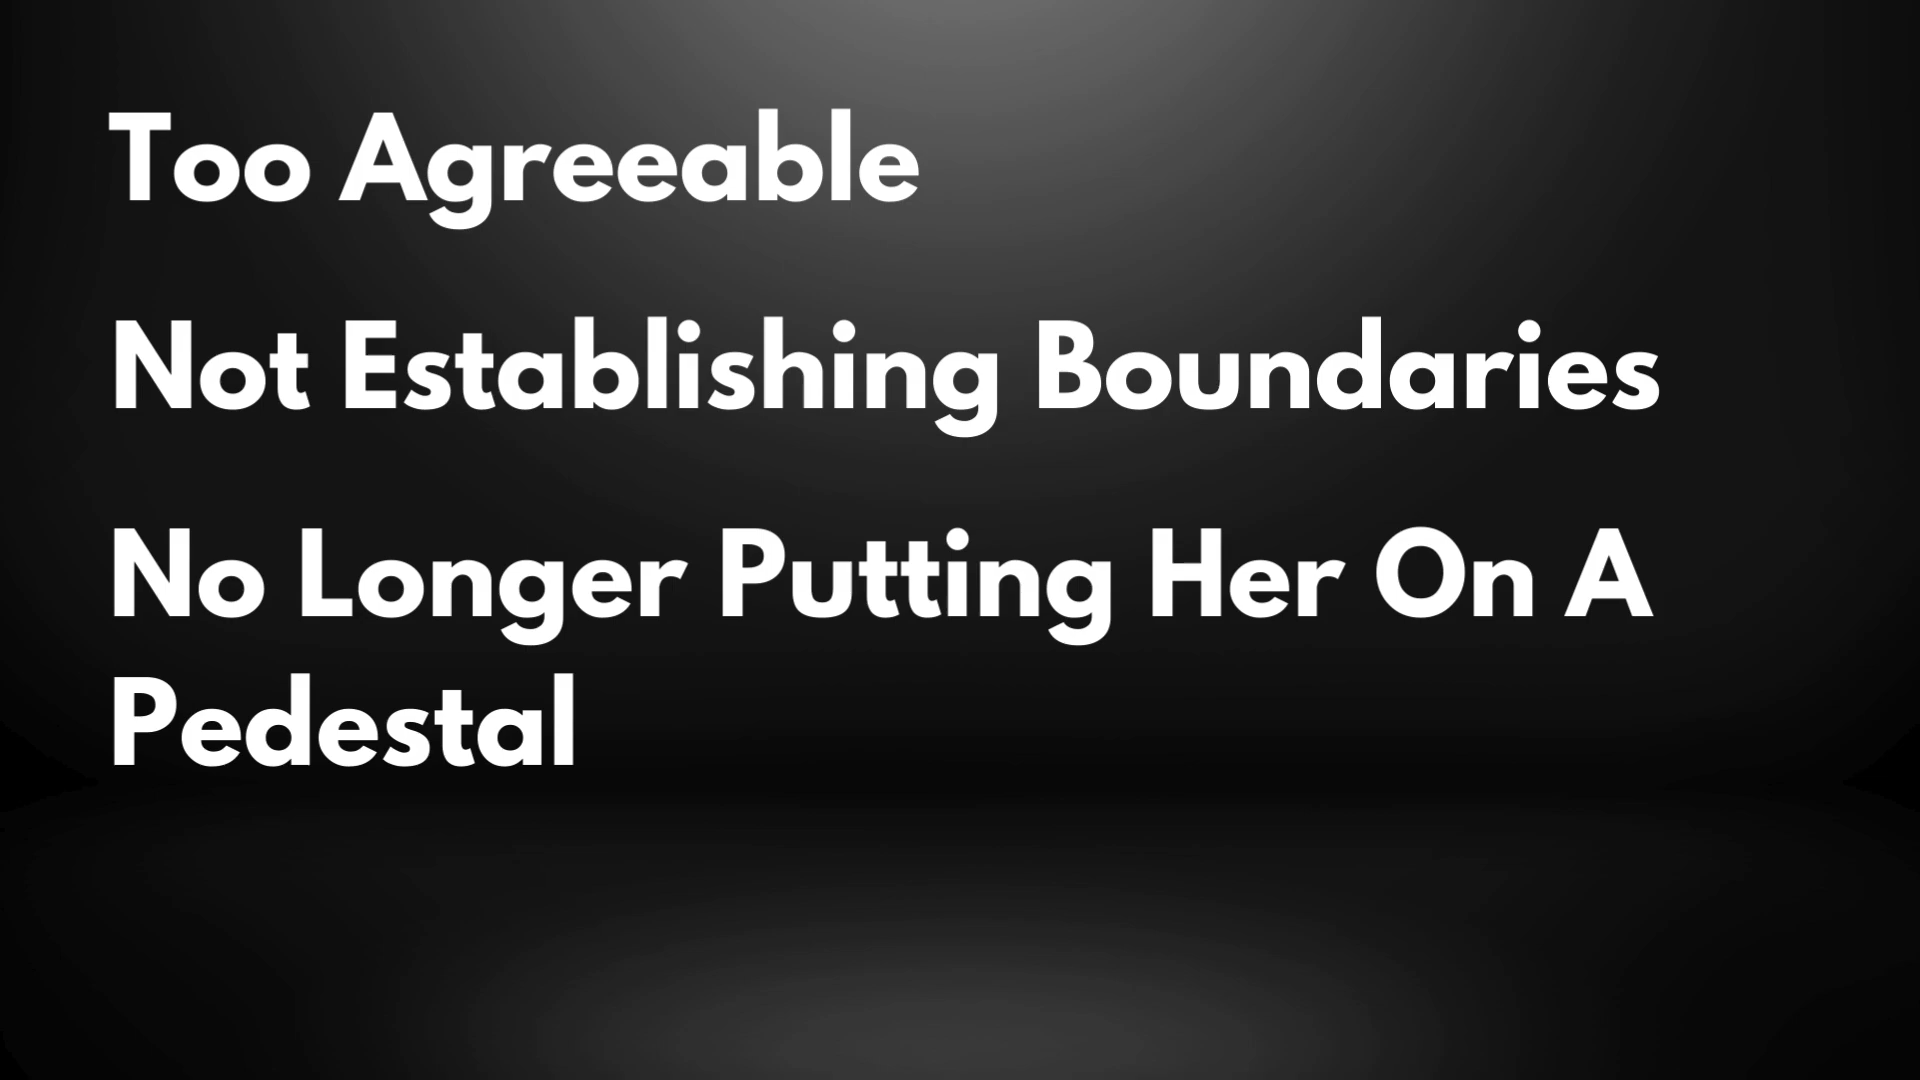 Too Agreeable
Not Establishing Boundaries
No Longer Putting Her On A
Pedestal